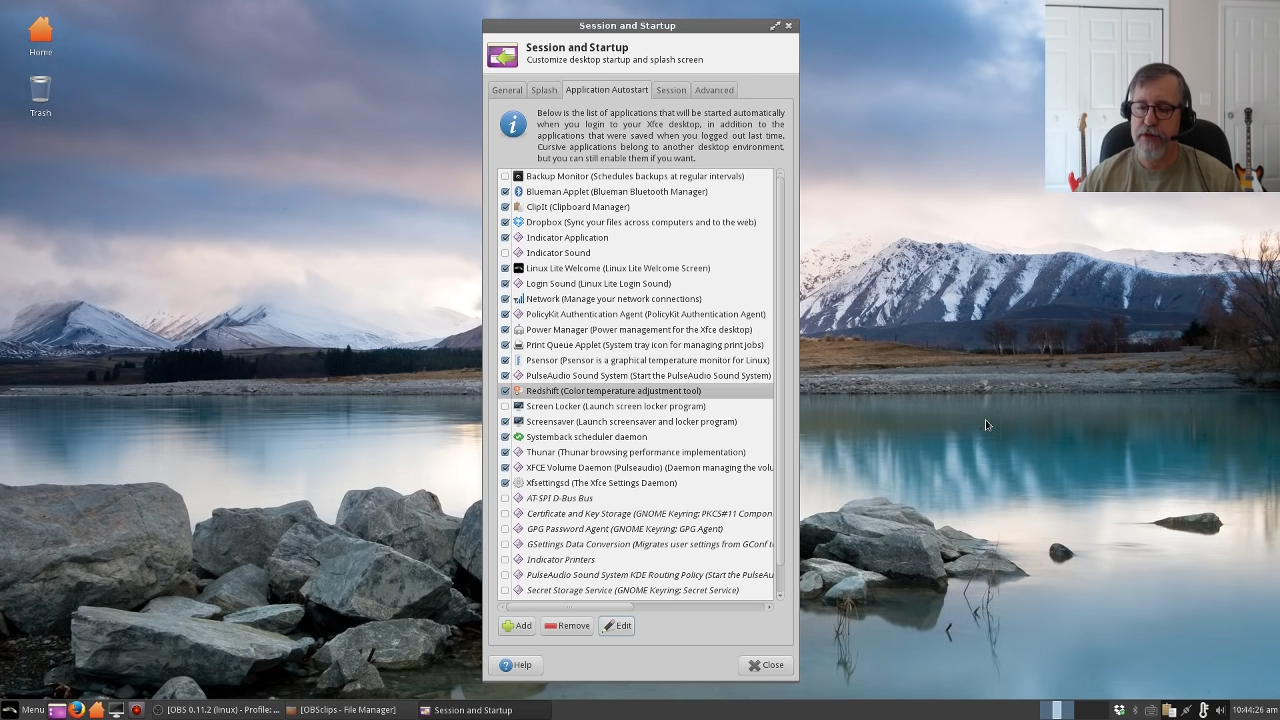 Session and Startup
Home
Trash
Session and Startup
Customize desktop startup and splash screen
General
Splash
Application Autostart
Session
Advanced
Below is the list of applications that will be started automatically
when you login to your Xfce desktop, in addition to the
applications that were saved when you logged out last time.
Cursive applications belong to another desktop environment,
but you can still enable them if you want.
Backup Monitor (Schedules backups at regular intervals)
Blueman Applet (Blueman Bluetooth Manager)
ClipIt (Clipboard Manager)
Dropbox (Sync your files across computers and to the web)
Indicator Application
Indicator Sound
Linux Lite Welcome (Linux Lite Welcome Screen)
Login Sound (Linux Lite Login Sound)
Network (Manage your network connections)
PolicyKit Authentication Agent (PolicyKit Authentication Agent)
Power Manager (Power management for the Xfce desktop)
Print Queue Applet (System tray icon for managing print jobs)
Psensor (Psensor is a graphical temperature monitor for Linux)
PulseAudio Sound System (Start the PulseAudio Sound System)
Redshift (Color temperature adjustment tool)
Screen Locker (Launch screen locker program)
Screensaver (Launch screensaver and locker program)
Systemback scheduler daemon
Thunar (Thunar browsing performance implementation)
XFCE Volume Daemon (Pulseaudio) (Daemon managing the volu
Xfsettingsd (The Xfce Settings Daemon)
AT-SPI D-Bus Bus
Certificate and Key Storage (GNOME Keyring: PKCS#11 Compon
GPG Password Agent (GNOME Keyring: GPG Agent)
GSettings Data Conversion (Migrates user settings from GConf t
Indicator Printers
PulseAudio Sound System KDE Routing Policy (Start the PulseAu
Secret Storage Service (GNOME Keyring: Secret Service)
Add
Remove
Edit
Help
Close
Menu
[OBS 0.11.2 (linux) - Profile: ...
[OBSclips - File Manager]
Session and Startup
10:44:26 am